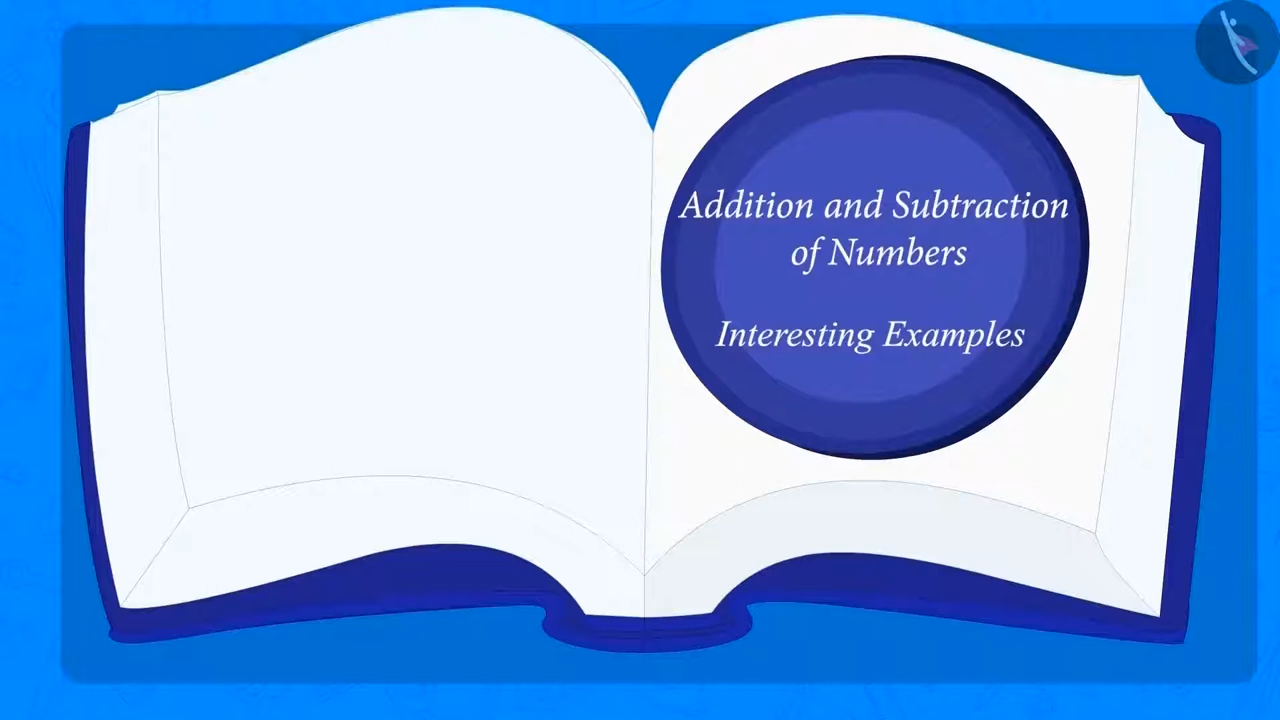 Addition and Subtraction
of Numbers
Interesting Examples